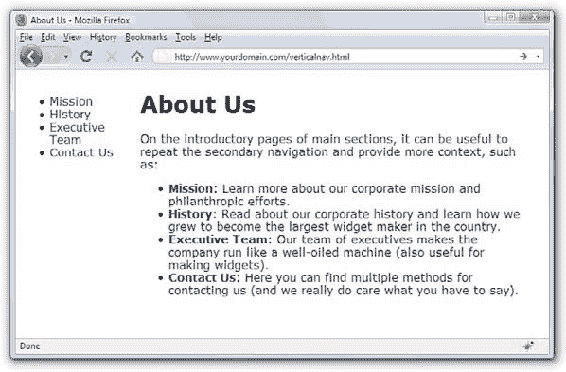 About Us - Mozilla Firefox
File Edit View History Bookmarks Tools Help
http://www.yourdomain.com/verticalnav.html
• Mission
• History
• Executive
Team
• Contact Us
About Us
On the introductory pages of main sections, it can be useful to
repeat the secondary navigation and provide more context, such
as:
• Mission: Learn more about our corporate mission and
philanthropic efforts.
• History: Read about our corporate history and learn how we
grew to become the largest widget maker in the country.
• Executive Team: Our team of executives makes the
company run like a well-oiled machine (also useful for
making widgets).
• Contact Us: Here you can find multiple methods for
contacting us (and we really do care what you have to say).
Done